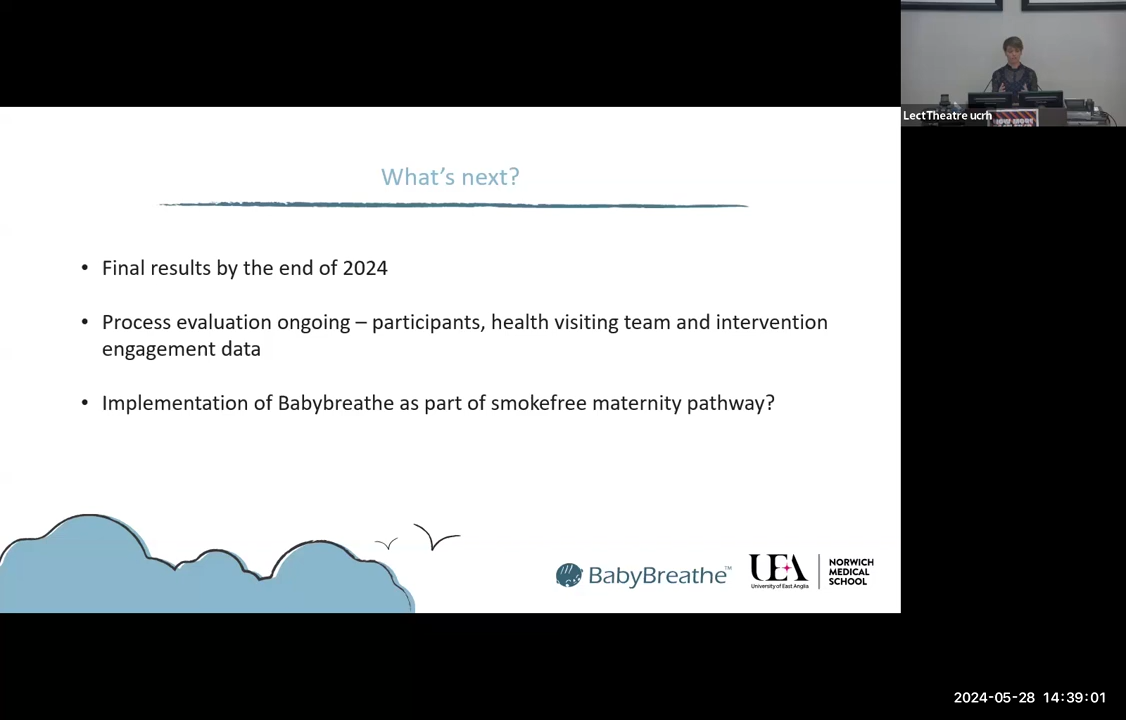 LectTheatre ucrh
What's next?
• Final results by the end of 2024
• Process evaluation ongoing – participants, health visiting team and intervention
engagement data
• Implementation of Babybreathe as part of smokefree maternity pathway?
BabyBreathe™
UEA
University of East Anglia
NORWICH
MEDICAL
SCHOOL
2024-05-28 14:39:01